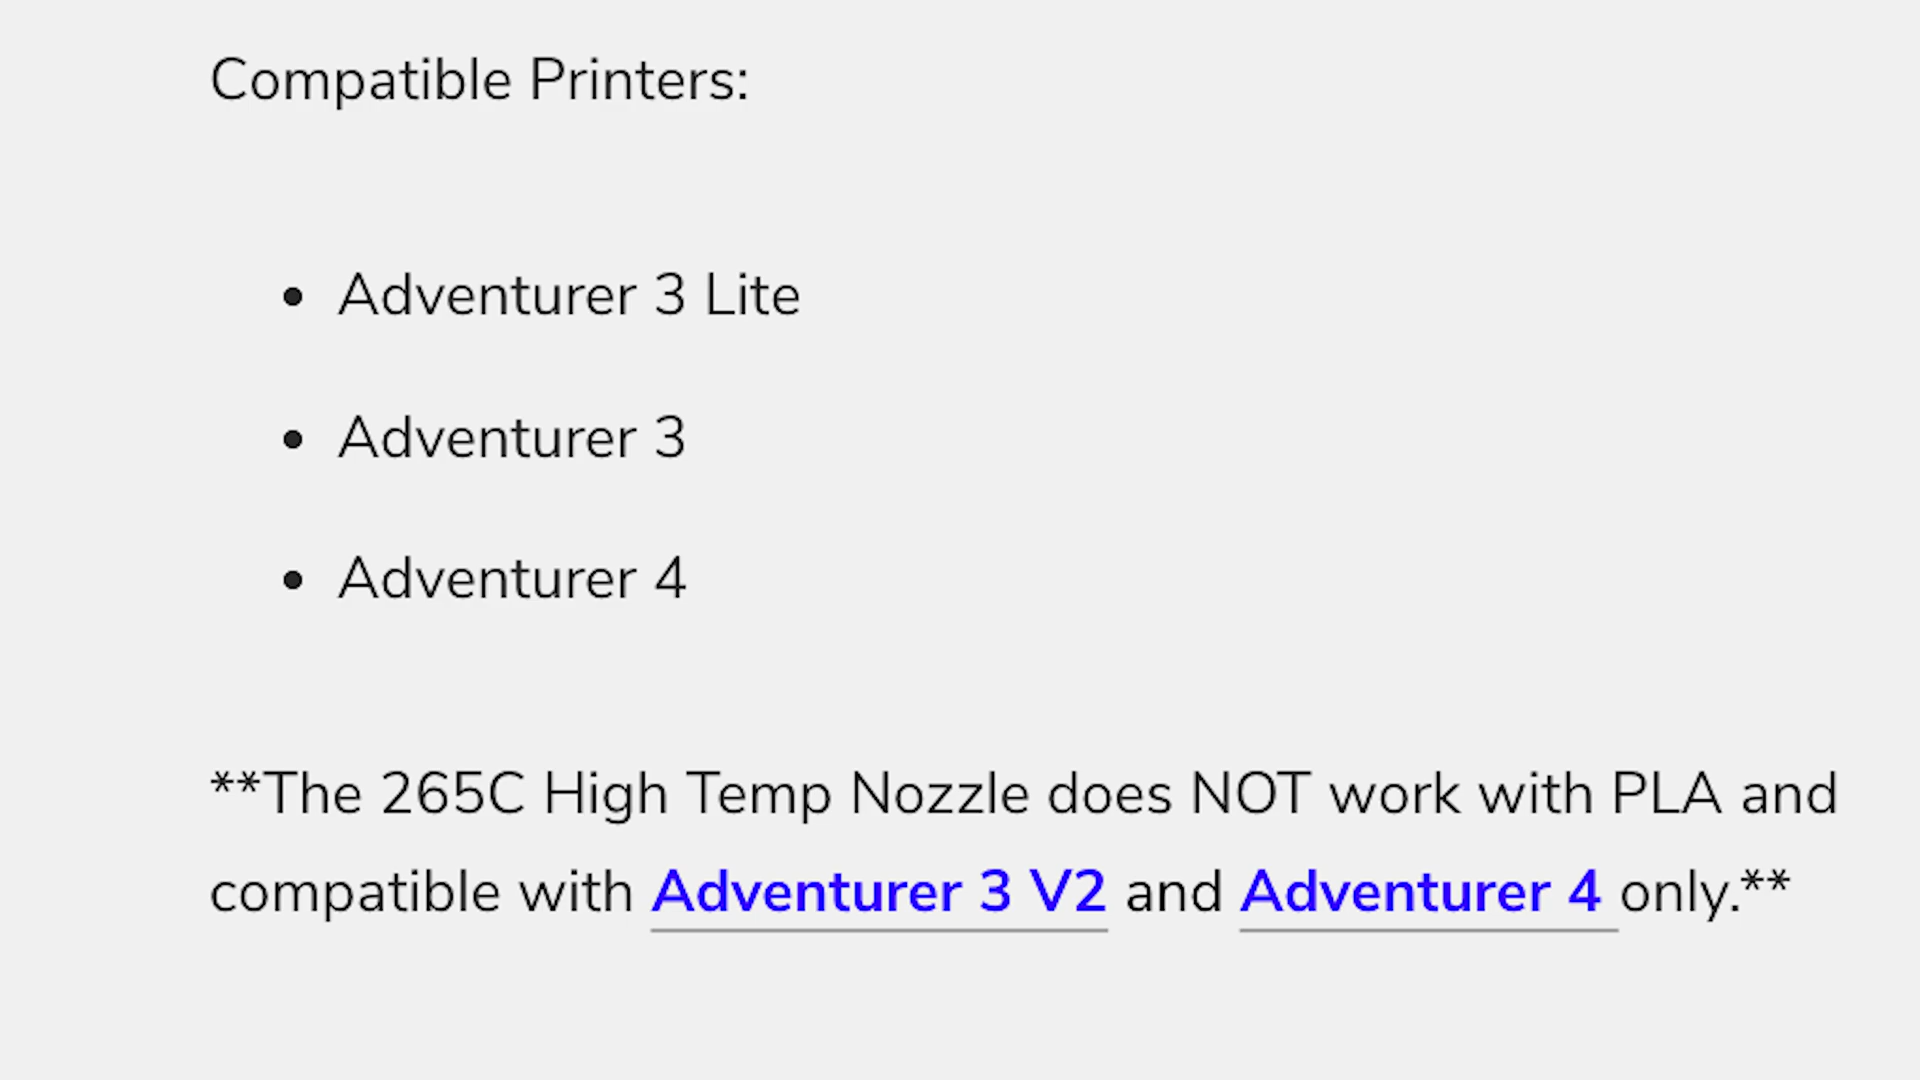 Compatible Printers:
• Adventurer 3 Lite
• Adventurer 3
• Adventurer 4
**The 265C High Temp Nozzle does NOT work with PLA and
compatible with Adventurer 3 V2 and Adventurer 4 only.**